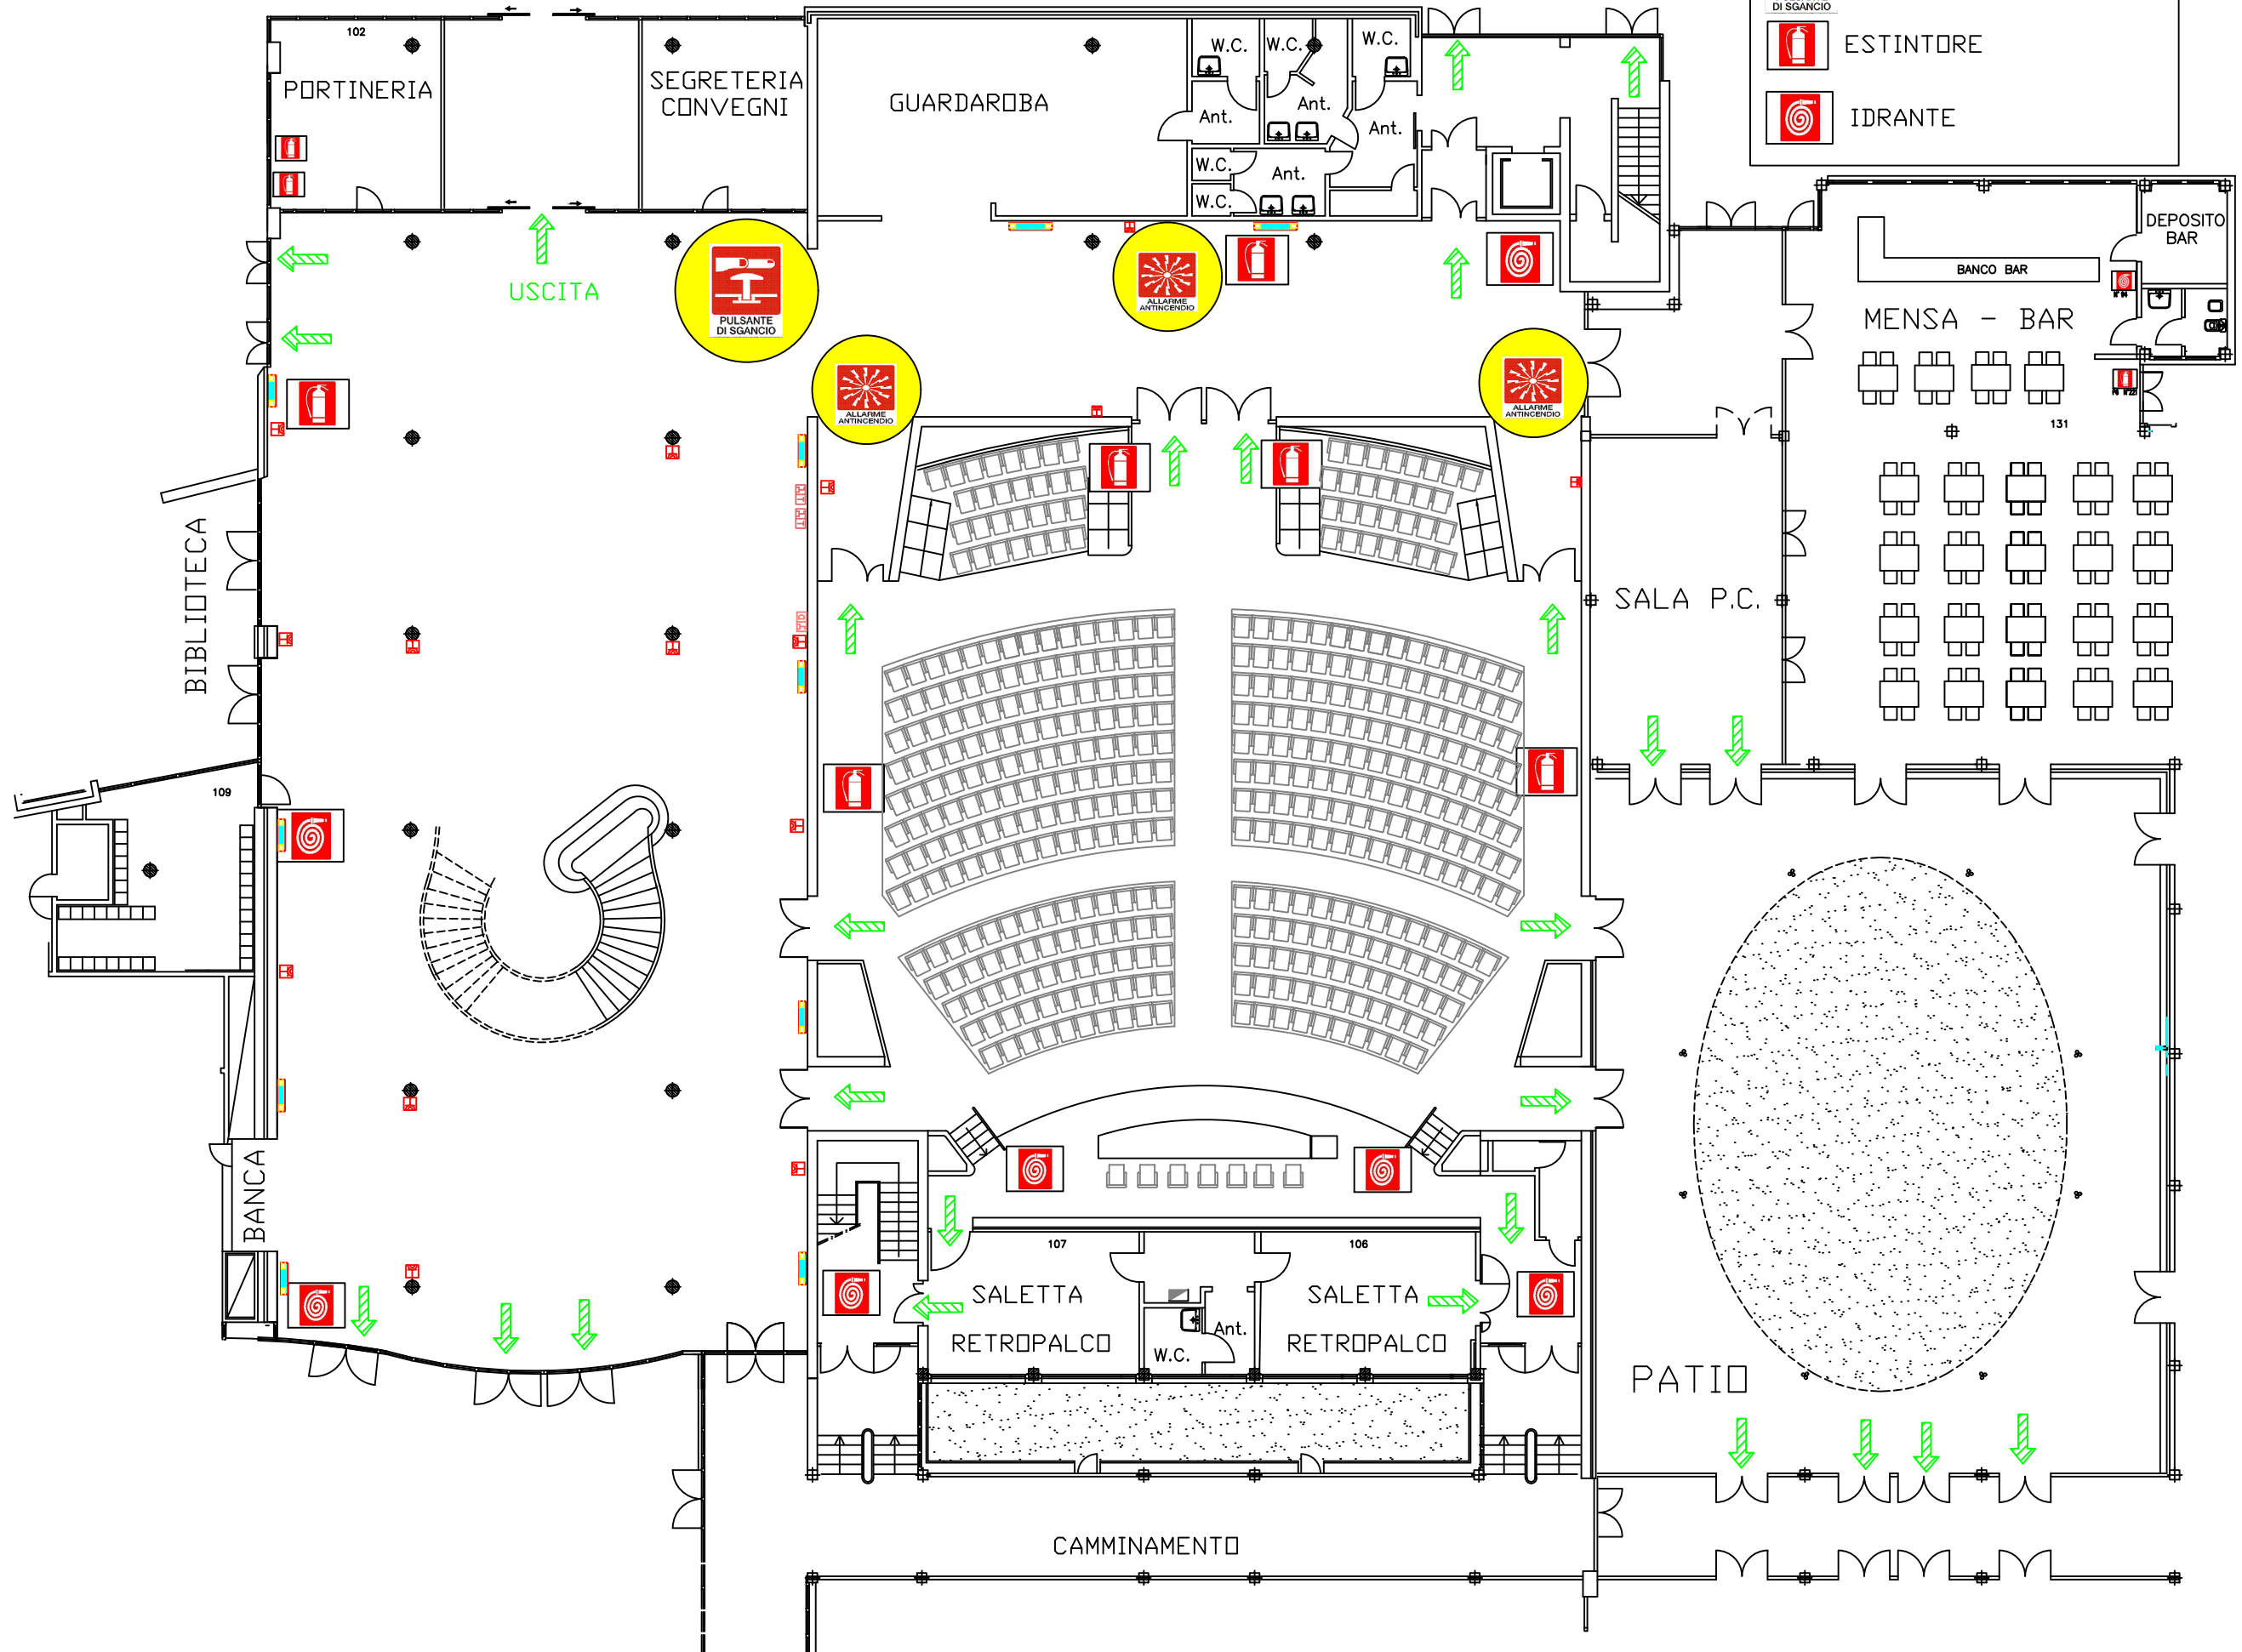 DI SGANCIO
ESTINTORE
IDRANTE
102
PORTINERIA
SEGRETERIA
CONVEGNI
GUARDAROBA
W.C.
W.C.
W.C.
Ant.
Ant.
Ant.
W.C.
Ant.
W.C.
USCITA
PULSANTE
DI SGANCIO
ALLARME
ANTINCENDIO
ALLARME
ANTINCENDIO
ALLARME
ANTINCENDIO
DEPOSITO
BAR
BANCO BAR
MENSA - BAR
131
BIBLIOTECA
SALA P.C.
109
BANCA
107
106
SALETTA
RETROPALCO
SALETTA
RETROPALCO
Ant.
W.C.
PATIO
CAMMINAMENTO